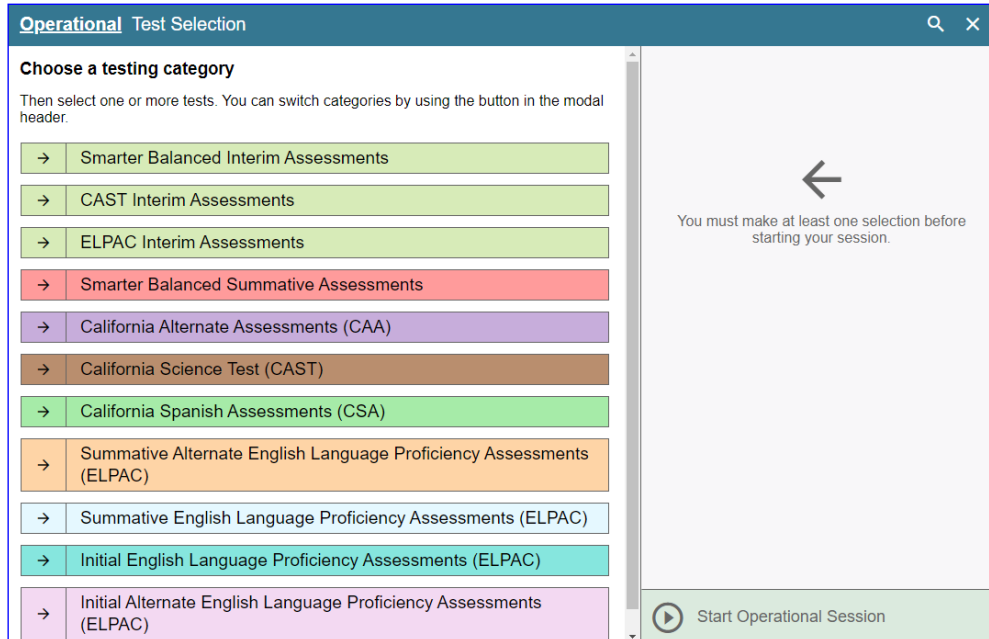 Operational Test Selection
Choose a testing category
Then select one or more tests. You can switch categories by using the button in the modal
header.
Smarter Balanced Interim Assessments
CAST Interim Assessments
ELPAC Interim Assessments
Smarter Balanced Summative Assessments
California Alternate Assessments (CAA)
California Science Test (CAST)
California Spanish Assessments (CSA)
Summative Alternate English Language Proficiency Assessments
(ELPAC)
Summative English Language Proficiency Assessments (ELPAC)
Initial English Language Proficiency Assessments (ELPAC)
Initial Alternate English Language Proficiency Assessments
(ELPAC)
You must make at least one selection before
starting your session.
Start Operational Session